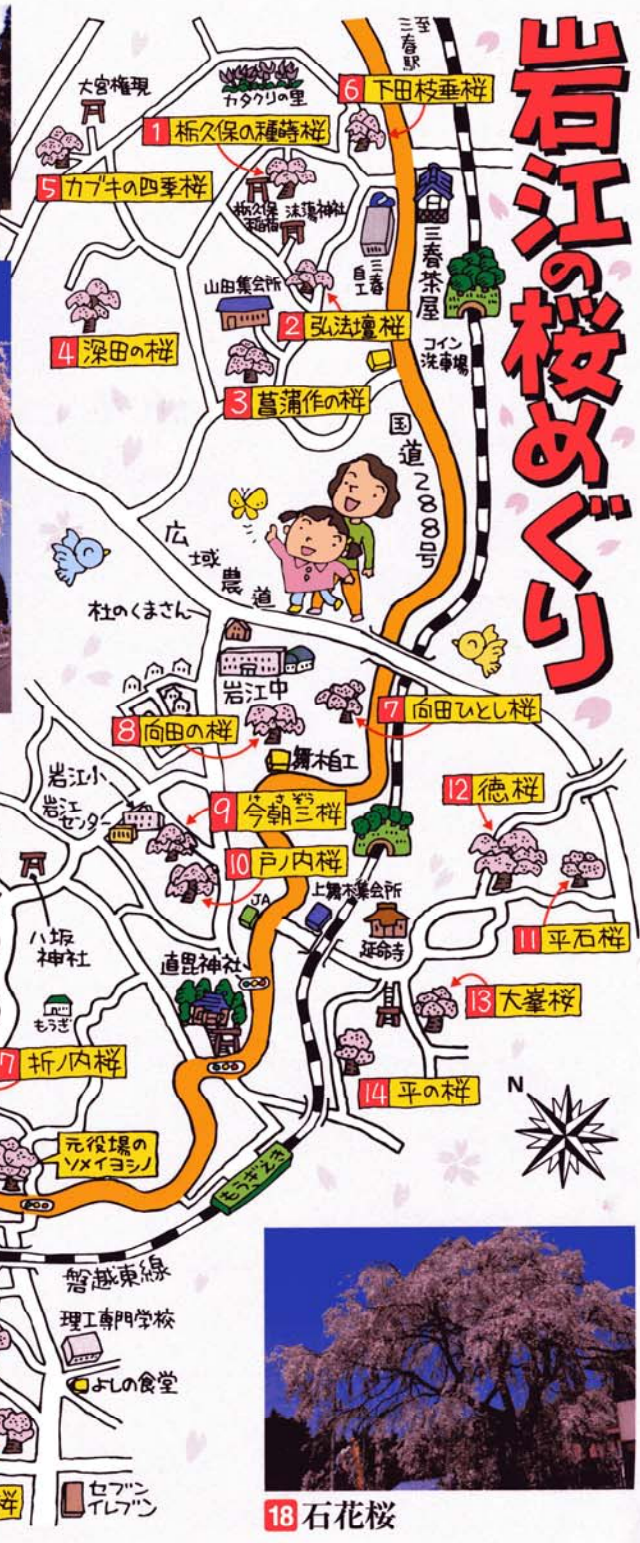 岩江の桜めぐり
至三春駅
大宮権現
カタクリの里
6 下田枝垂桜
1 栃久保の種蒔桜
5 カブキの四季桜
栃久保
稲荷
三春
自工
三春茶屋
山田集会所
4 深田の桜
2 弘法壇桜
コイン
洗車場
3 菖蒲作の桜
国道288号
広域農道
杜のくまさん
岩江中
7 向田ひとし桜
8 向田の桜
舞木自工
岩江小
岩江
センター
12 徳桜
9 今朝三桜
けさぞう
10 戸ノ内桜
JA
上舞木集会所
延命寺
11 平石桜
八坂
神社
直毘神社
もうぎ
13 大峯桜
7 折ノ内桜
14 平の桜
N
元役場の
ソメイヨシノ
もうぎえき
磐越東線
理工専門学校
よしの食堂
桜
セブン
イレブン
18 石花桜